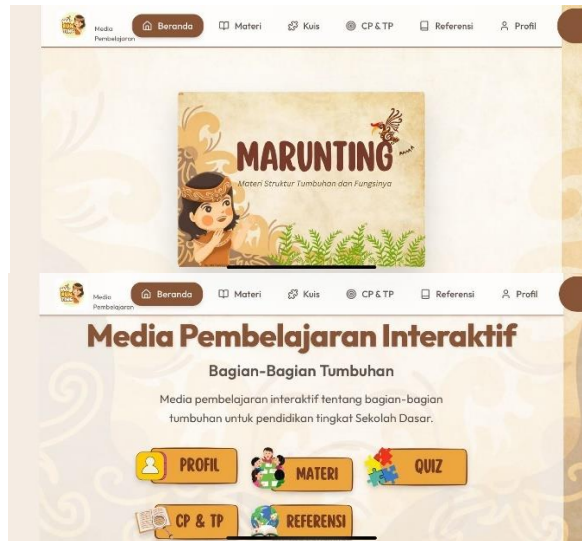 Media
Pembelajaran
Beranda
Materi
Kuis
CP & TP
Referensi
Profil
MARUNTING
Materi Struktur Tumbuhan dan Fungsinya
Media
Pembelajaran
Beranda
Materi
Kuis
CP & TP
Referensi
Profil
Media Pembelajaran Interaktif
Bagian-Bagian Tumbuhan
Media pembelajaran interaktif tentang bagian-bagian
tumbuhan untuk pendidikan tingkat Sekolah Dasar.
PROFIL
MATERI
QUIZ
CP & TP
REFERENSI